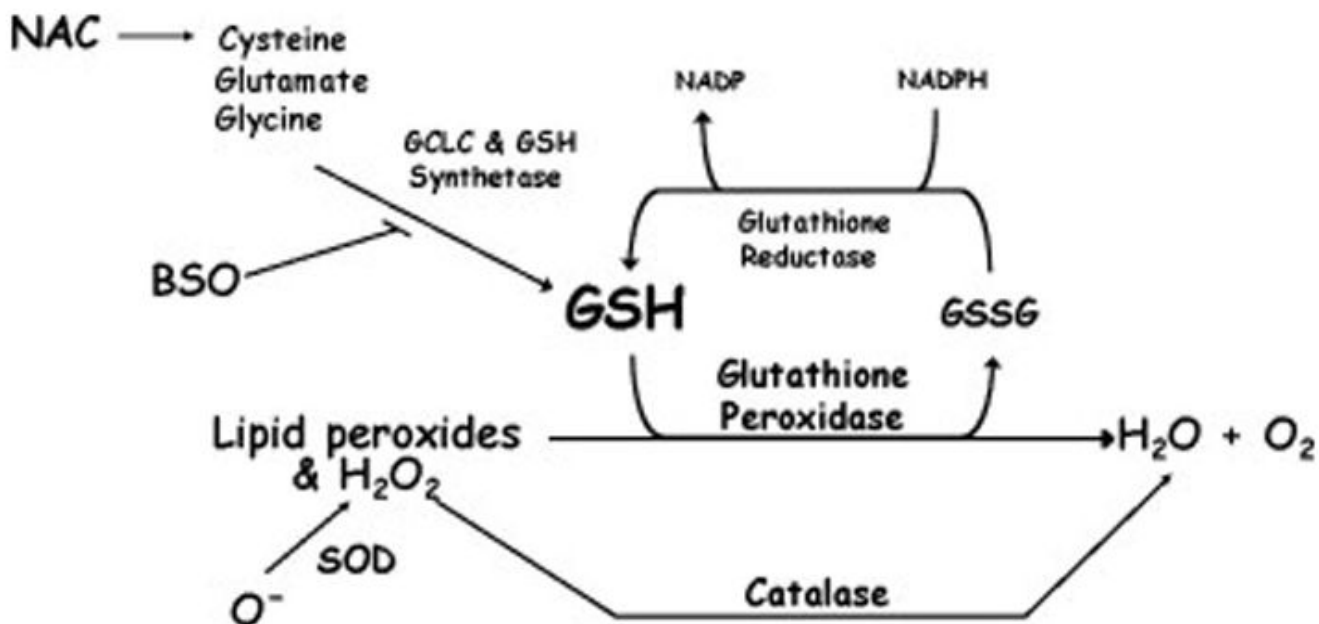 NAC
Cysteine
Glutamate
Glycine
NADP
NADPH
GCLC & GSH
Synthetase
Glutathione
Reductase
BSO
GSH
GSSG
Glutathione
Peroxidase
Lipid peroxides
& H₂O₂
H₂O + O₂
SOD
O⁻
Catalase